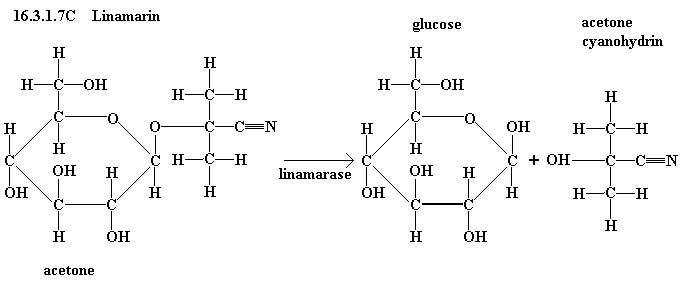 16.3.1.7C Linamarin
glucose
acetone
cyanohydrin
H
H
H
H C OH
H C OH
H C H
H
C O
C O
H
O C C N
H
OH
H C H
H
H
C
C
H C H
C
C
+
OH C C N
linamarase
OH H
OH H
OH
H
H
OH
H
H C H
C C
C C
H
H OH
H OH
acetone